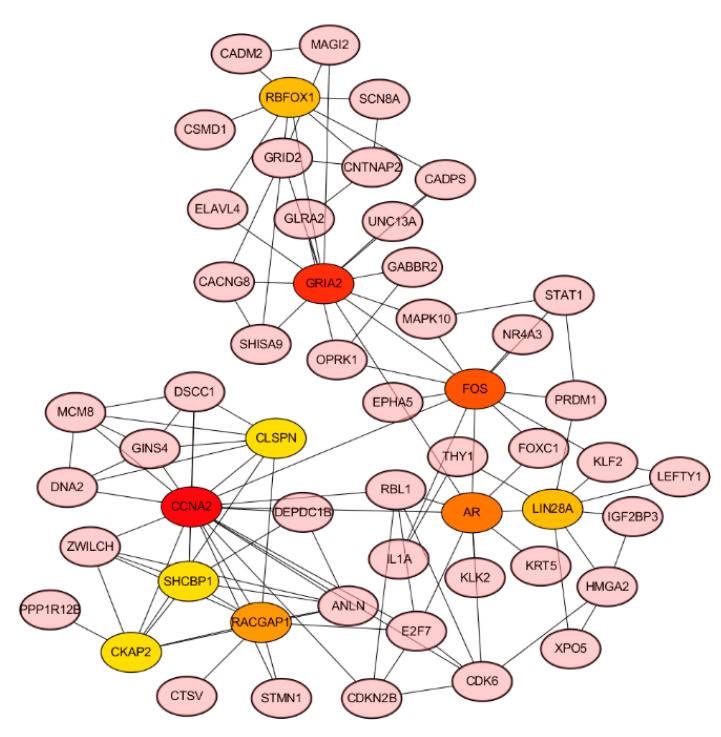 MAGI2
CADM2
RBFOX1
SCN8A
CSMD1
GRID2
CNTNAP2
CADPS
ELAVL4
GLRA2
UNC13A
GABBR2
CACNG8
GRIA2
STAT1
MAPK10
NR4A3
SHISA9
OPRK1
DSCC1
FOS
EPHA5
PRDM1
MCM8
CLSPN
GINS4
THY1
FOXC1
KLF2
LEFTY1
DNA2
RBL1
CCNA2
DEPDC1B
AR
LIN28A
IGF2BP3
ZWILCH
IL1A
KRT5
KLK2
SHCBP1
HMGA2
PPP1R12B
ANLN
RACGAP1
E2F7
CKAP2
XPO5
CDK6
CTSV
STMN1
CDKN2B